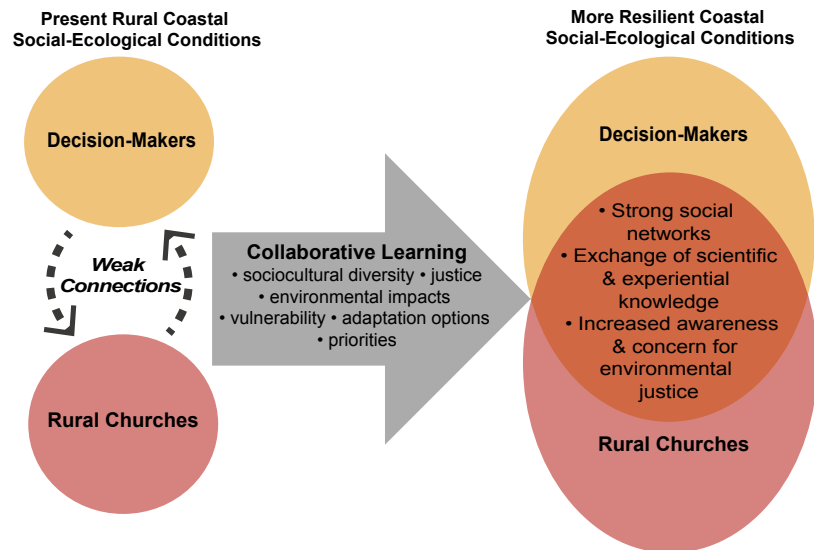 Present Rural Coastal
Social-Ecological Conditions
Decision-Makers
Weak
Connections
Rural Churches
Collaborative Learning
• sociocultural diversity • justice
• environmental impacts
• vulnerability • adaptation options
• priorities
More Resilient Coastal
Social-Ecological Conditions
Decision-Makers
• Strong social
networks
• Exchange of scientific
& experiential
knowledge
• Increased awareness
& concern for
environmental
justice
Rural Churches